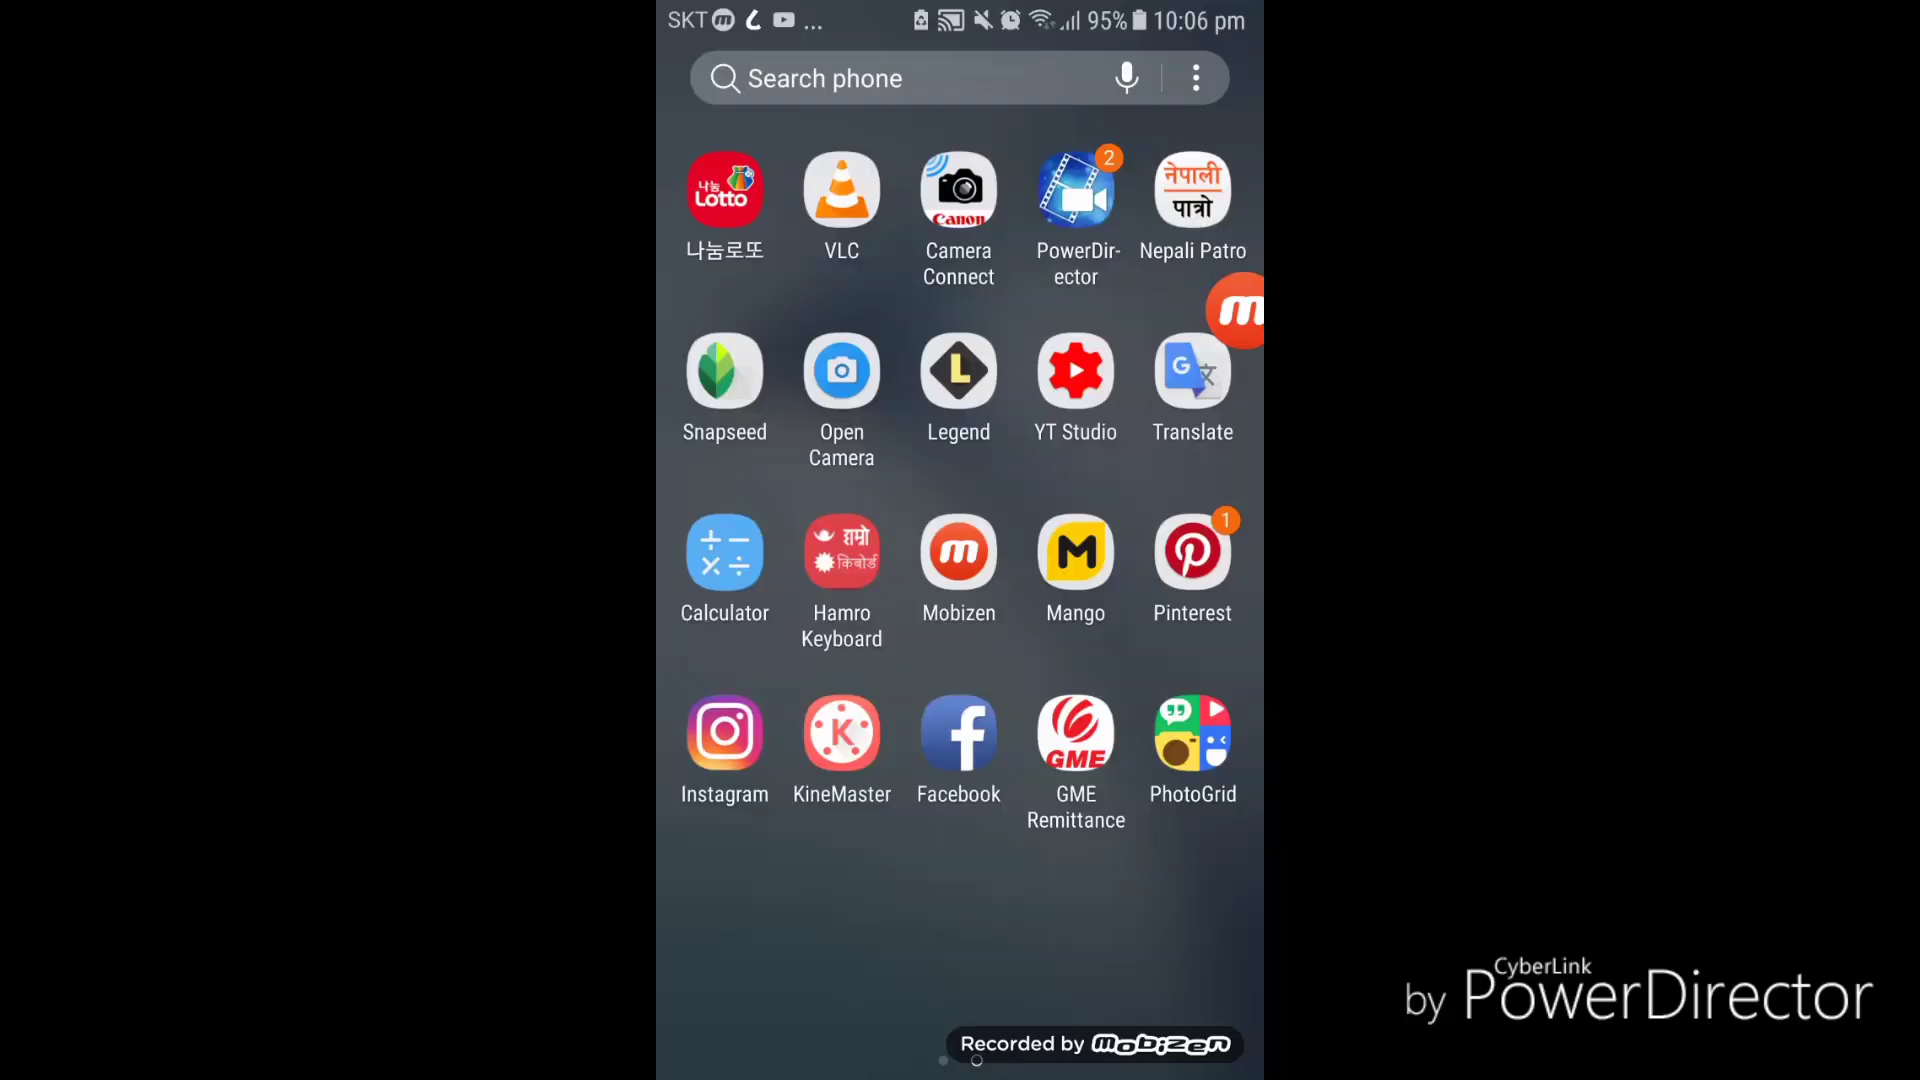 SKT ... 95% 10:06 pm
Search phone
나눔
Lotto
Canon
2
नेपाली
पात्रो
나눔로또
VLC
Camera
Connect
PowerDir-
ector
Nepali Patro
m
L
G
Snapseed
Open
Camera
Legend
YT Studio
Translate
हाम्रो
किबोर्ड
m
M
1
Calculator
Hamro
Keyboard
Mobizen
Mango
Pinterest
K
f
GME
Instagram
KineMaster
Facebook
GME
Remittance
PhotoGrid
CyberLink
by PowerDirector
Recorded by mobizen